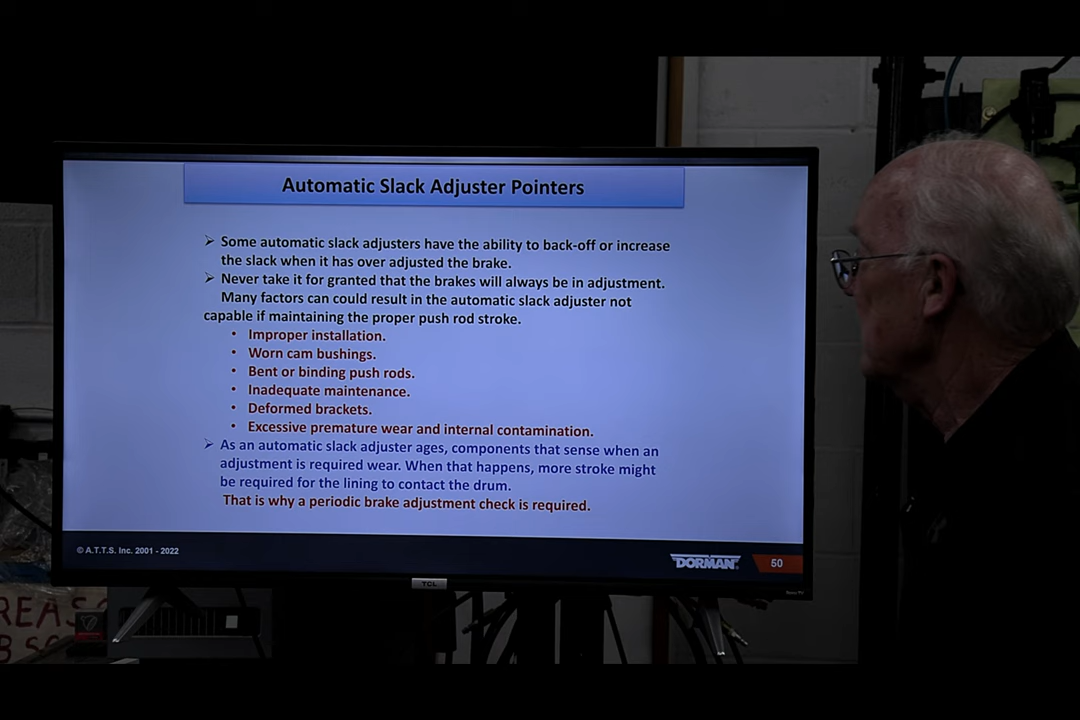 Automatic Slack Adjuster Pointers
➢ Some automatic slack adjusters have the ability to back-off or increase
the slack when it has over adjusted the brake.
➢ Never take it for granted that the brakes will always be in adjustment.
Many factors can could result in the automatic slack adjuster not
capable if maintaining the proper push rod stroke.
• Improper installation.
• Worn cam bushings.
• Bent or binding push rods.
• Inadequate maintenance.
• Deformed brackets.
• Excessive premature wear and internal contamination.
➢ As an automatic slack adjuster ages, components that sense when an
adjustment is required wear. When that happens, more stroke might
be required for the lining to contact the drum.
That is why a periodic brake adjustment check is required.
© A.T.T.S. Inc. 2001 - 2022
DORMAN
50
TCL